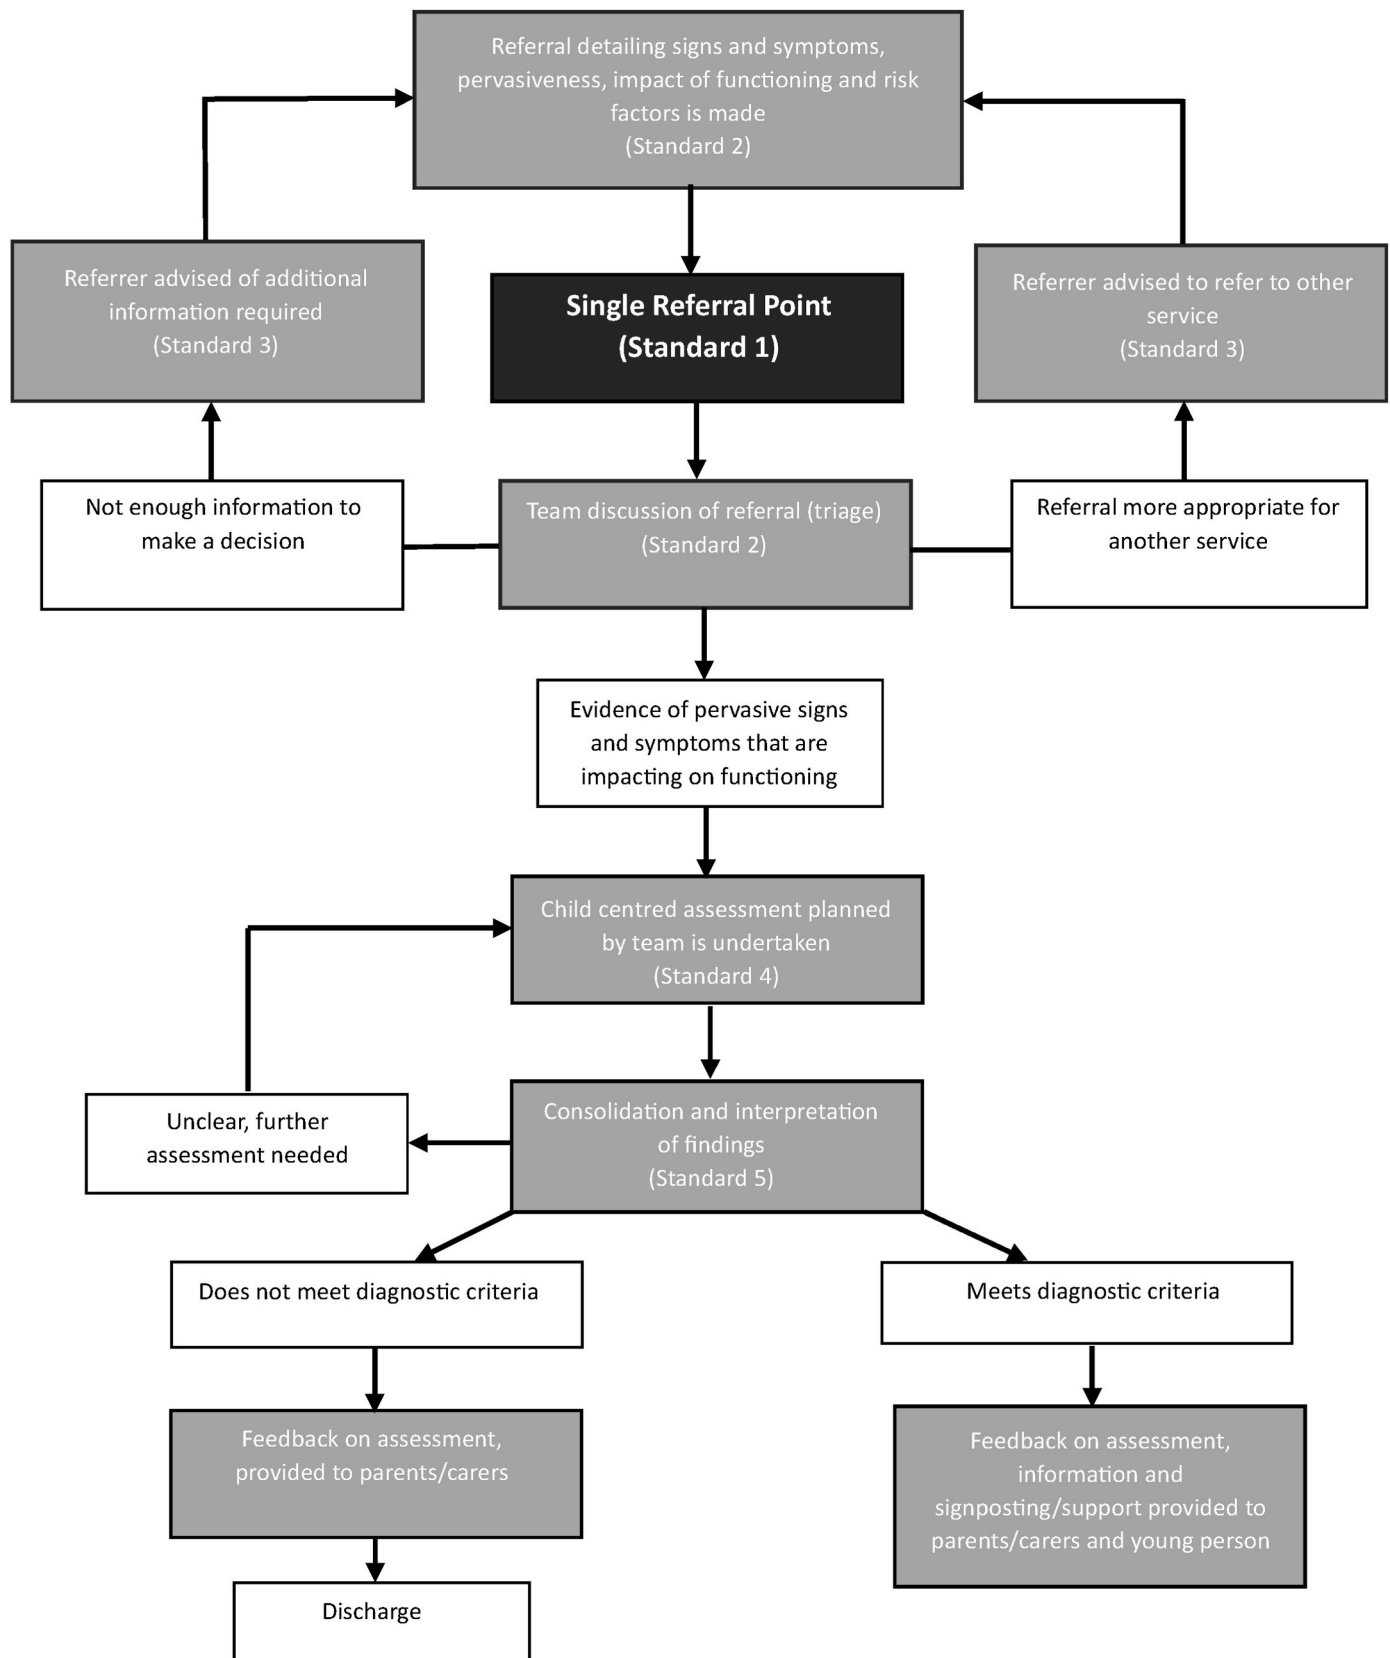 Referral detailing signs and symptoms,
pervasiveness, impact of functioning and risk
factors is made
(Standard 2)
Referrer advised of additional
information required
(Standard 3)
Single Referral Point
(Standard 1)
Referrer advised to refer to other
service
(Standard 3)
Not enough information to
make a decision
Team discussion of referral (triage)
(Standard 2)
Referral more appropriate for
another service
Evidence of pervasive signs
and symptoms that are
impacting on functioning
Child centred assessment planned
by team is undertaken
(Standard 4)
Unclear, further
assessment needed
Consolidation and interpretation
of findings
(Standard 5)
Does not meet diagnostic criteria
Meets diagnostic criteria
Feedback on assessment,
provided to parents/carers
Feedback on assessment,
information and
signposting/support provided to
parents/carers and young person
Discharge